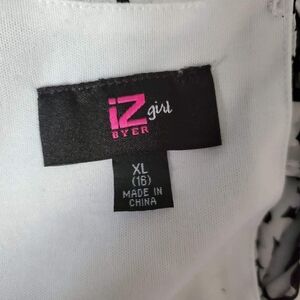 iZ girl
BYER
XL
(16)
MADE IN
CHINA